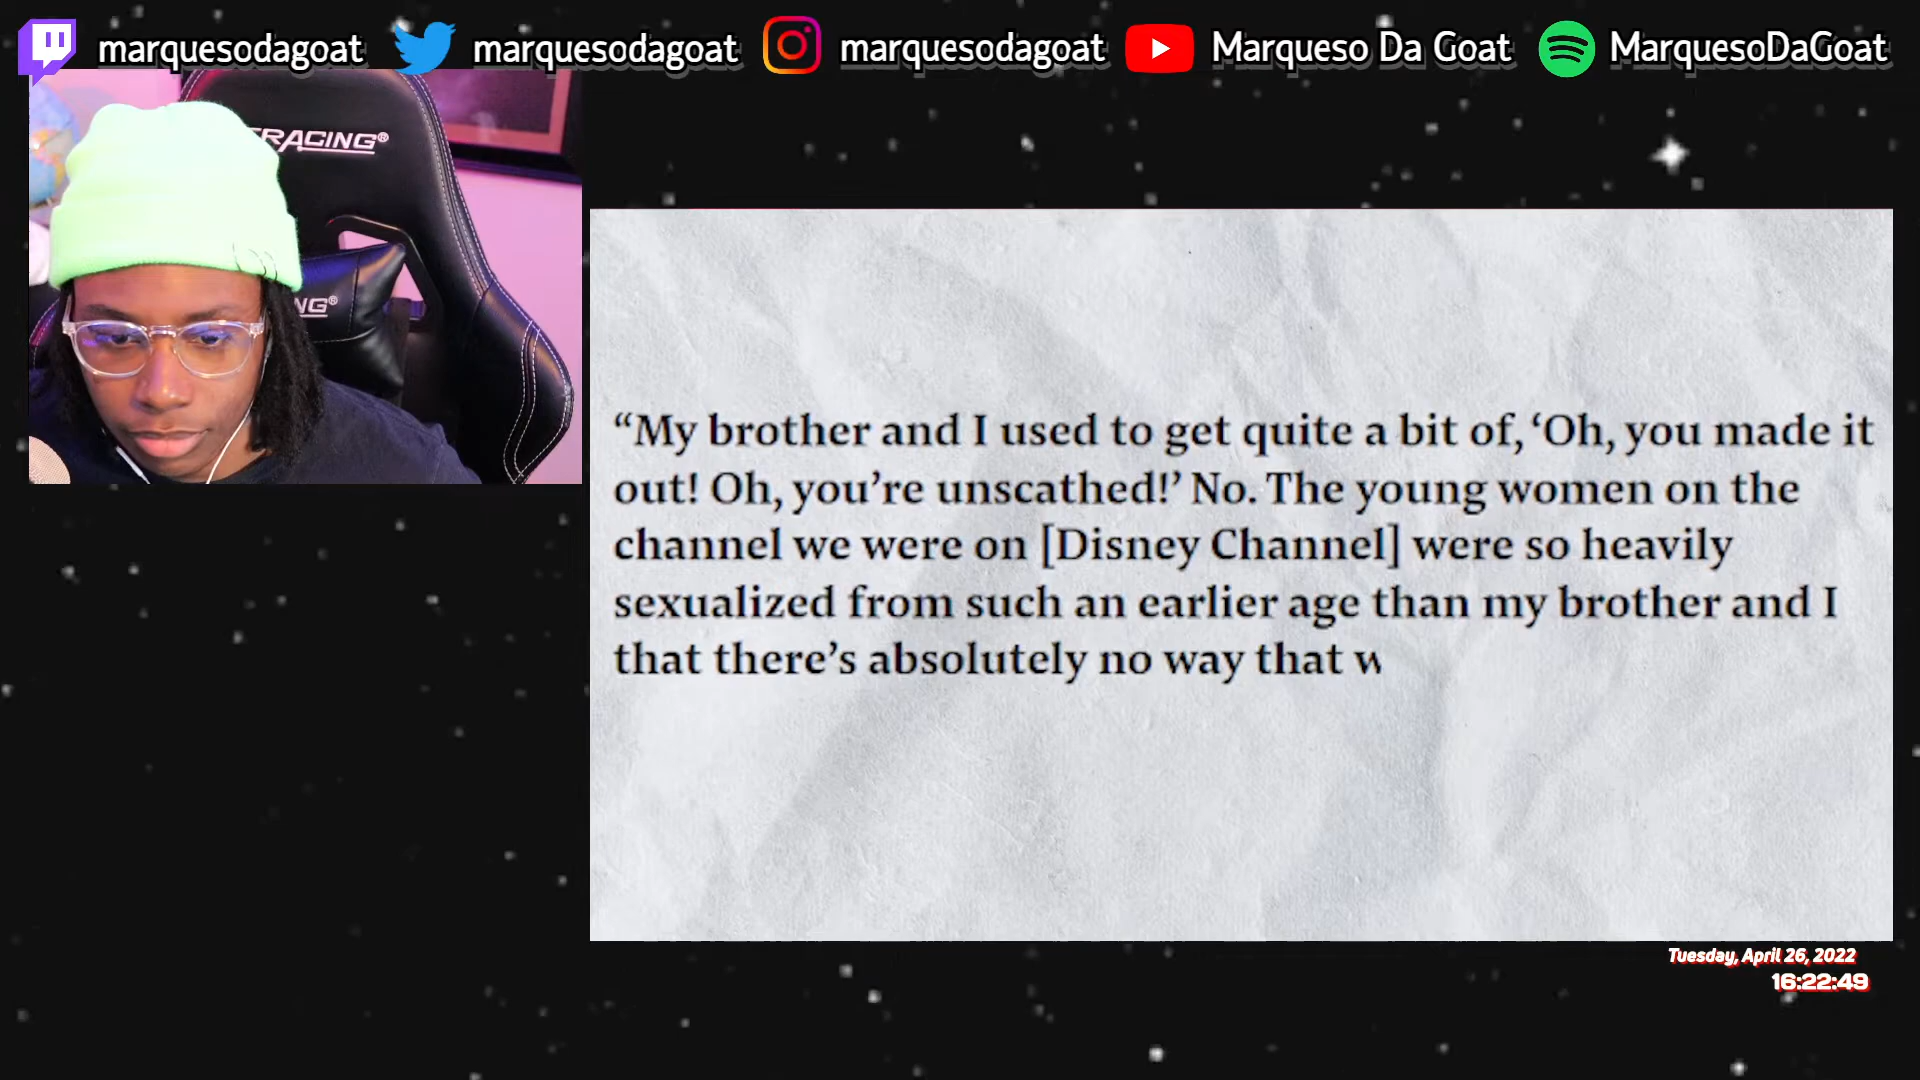 marquesodagoat marquesodagoat marquesodagoat Marqueso Da Goat MarquesoDaGoat
RACING®
NG®
“My brother and I used to get quite a bit of, ‘Oh, you made it
out! Oh, you’re unscathed!’ No. The young women on the
channel we were on [Disney Channel] were so heavily
sexualized from such an earlier age than my brother and I
that there’s absolutely no way that w
Tuesday, April 26, 2022
16:22:49